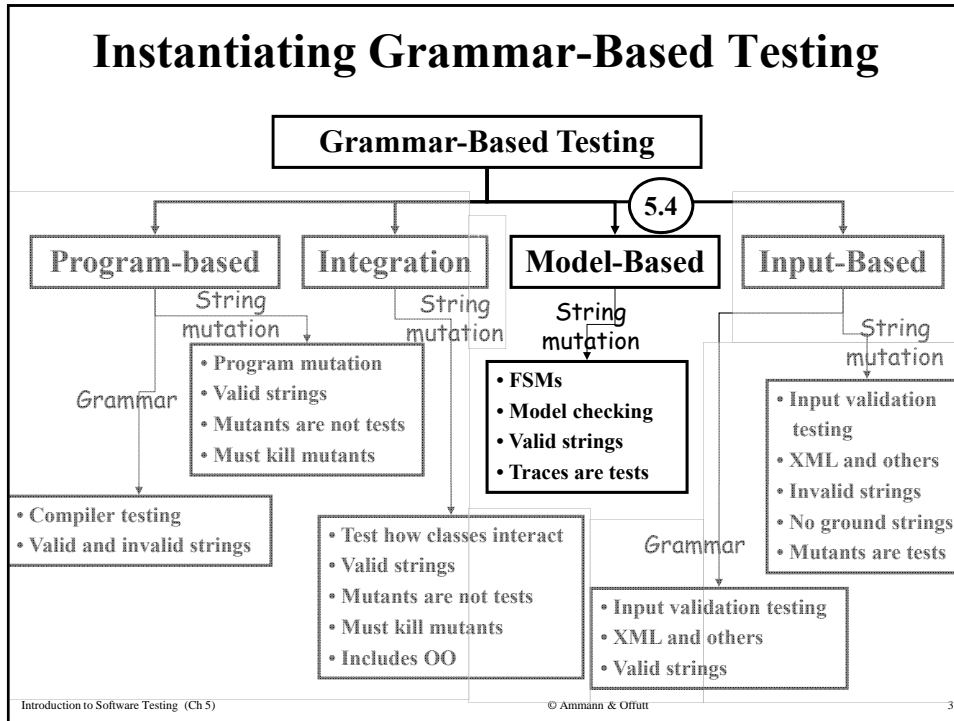 Instantiating Grammar-Based Testing
Grammar-Based Testing
5.4
Program-based
Integration
Model-Based
Input-Based
String
mutation
• Program mutation
• Valid strings
• Mutants are not tests
• Must kill mutants
Grammar
• Compiler testing
• Valid and invalid strings
String
mutation
• Test how classes interact
• Valid strings
• Mutants are not tests
• Must kill mutants
• Includes OO
String
mutation
• FSMs
• Model checking
• Valid strings
• Traces are tests
String
mutation
• Input validation
testing
• XML and others
• Invalid strings
• No ground strings
• Mutants are tests
Grammar
• Input validation testing
• XML and others
• Valid strings
Introduction to Software Testing (Ch 5)
© Ammann & Offutt
3